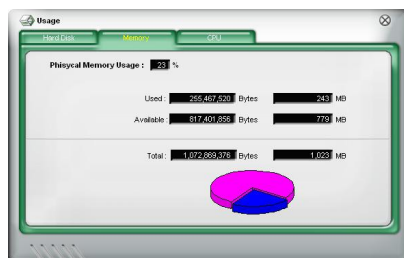 Usage
Hard Disk Memory CPU
Phisycal Memory Usage : 23 %
Used : 255,467,520 Bytes 243 MB
Available : 817,401,856 Bytes 779 MB
Total : 1,072,869,376 Bytes 1,023 MB